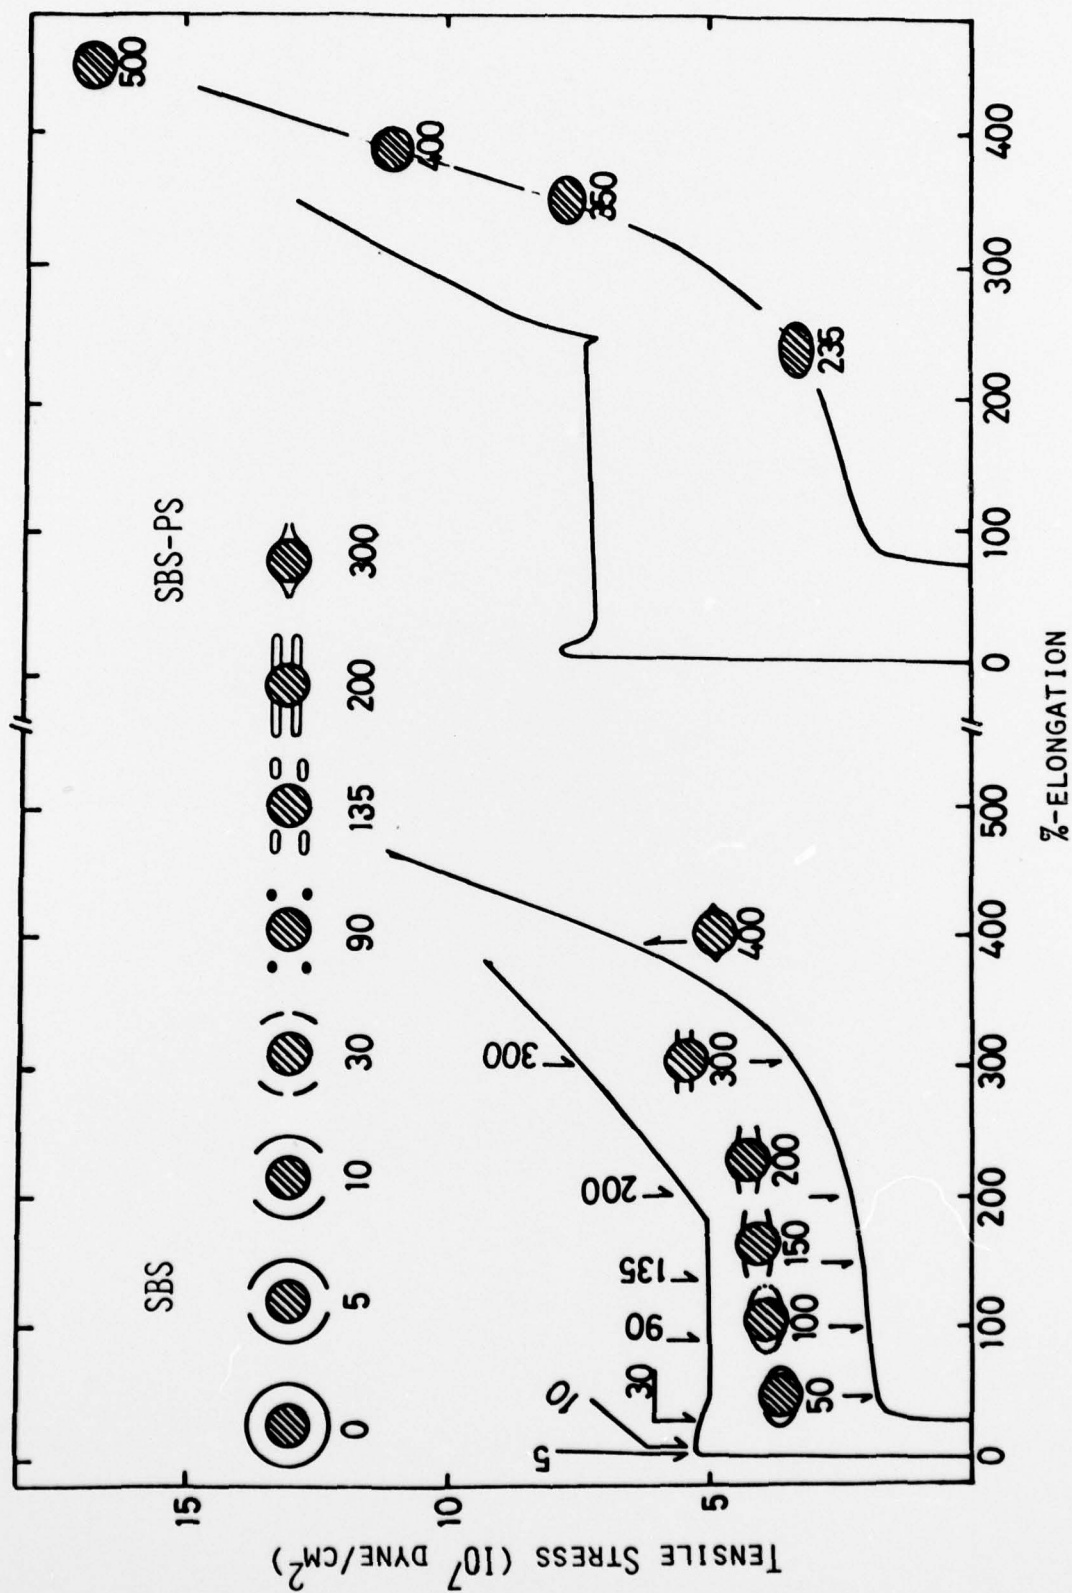 SBS
SBS-PS
0 5 10 30 90 135 200 300
500
400
350
235
5 10 30 90 135 200 300
50 100 150 200 300 400
15
10
5
TENSILE STRESS (10⁷ DYNE/CM²)
0 100 200 300 400 500
0 100 200 300 400
%-ELONGATION